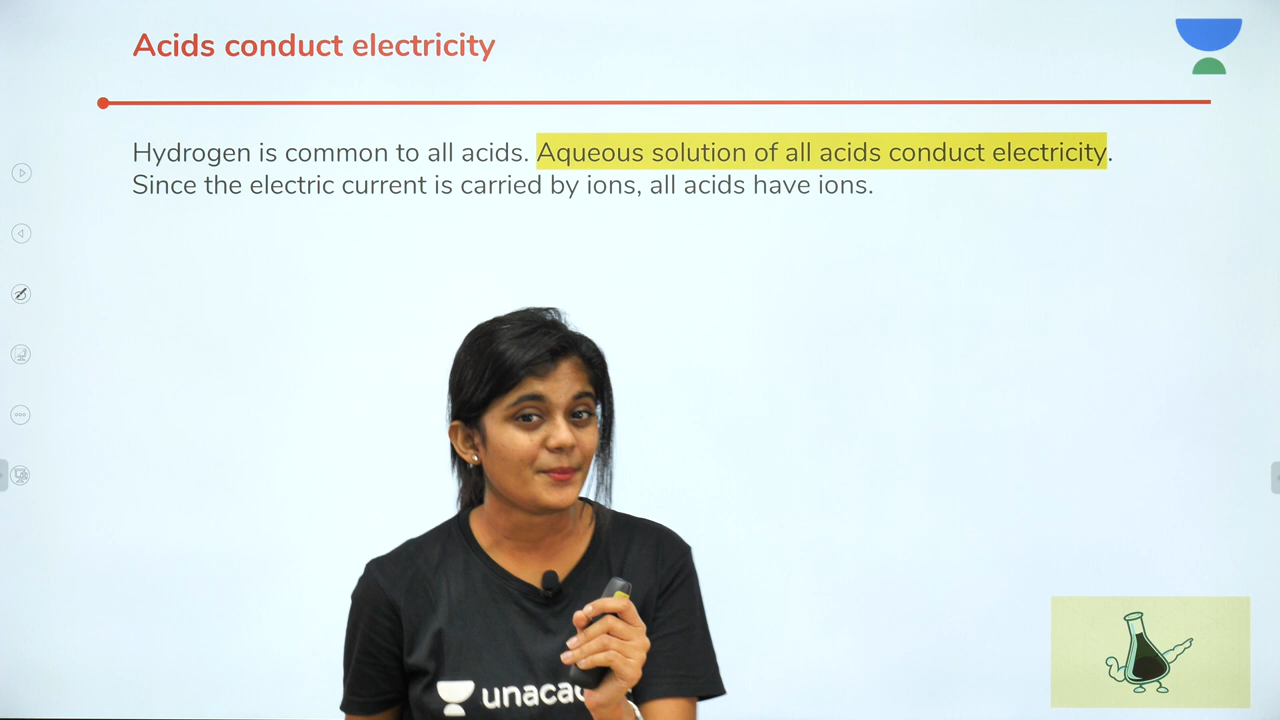 Acids conduct electricity
Hydrogen is common to all acids. Aqueous solution of all acids conduct electricity.
Since the electric current is carried by ions, all acids have ions.